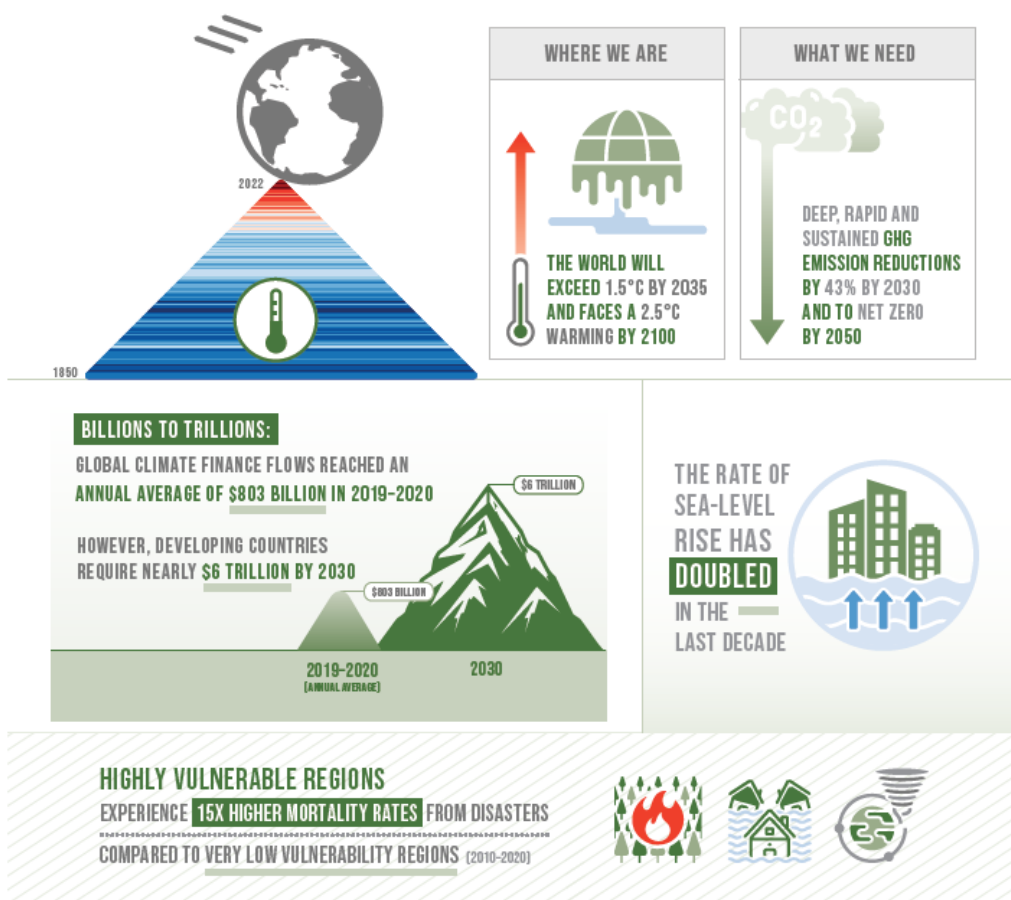 2022
1850
WHERE WE ARE
THE WORLD WILL
EXCEED 1.5°C BY 2035
AND FACES A 2.5°C
WARMING BY 2100
WHAT WE NEED
CO2
DEEP, RAPID AND
SUSTAINED GHG
EMISSION REDUCTIONS
BY 43% BY 2030
AND TO NET ZERO
BY 2050
BILLIONS TO TRILLIONS:
GLOBAL CLIMATE FINANCE FLOWS REACHED AN
ANNUAL AVERAGE OF $803 BILLION IN 2019-2020
HOWEVER, DEVELOPING COUNTRIES
REQUIRE NEARLY $6 TRILLION BY 2030
$6 TRILLION
$803 BILLION
2019-2020
(ANNUAL AVERAGE)
2030
THE RATE OF
SEA-LEVEL
RISE HAS
DOUBLED
IN THE
LAST DECADE
HIGHLY VULNERABLE REGIONS
EXPERIENCE 15X HIGHER MORTALITY RATES FROM DISASTERS
COMPARED TO VERY LOW VULNERABILITY REGIONS (2010-2020)